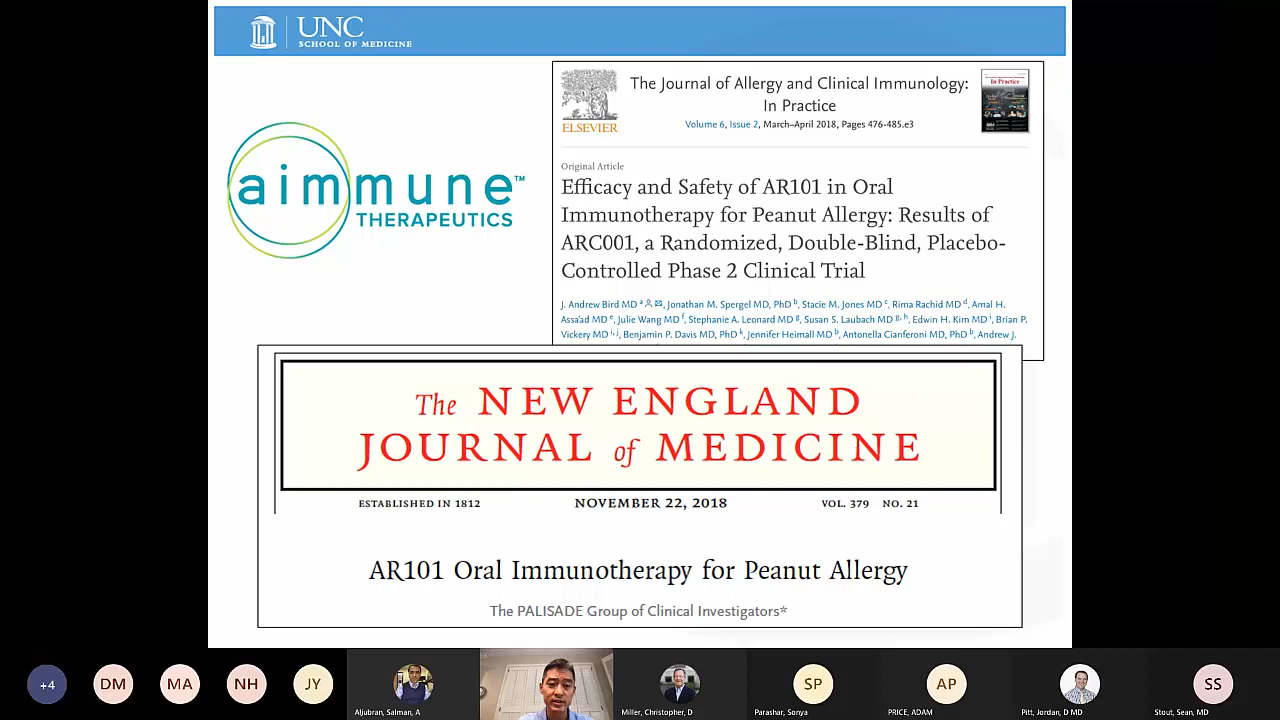 UNC
SCHOOL OF MEDICINE
aimmune™
THERAPEUTICS
ELSEVIER
The Journal of Allergy and Clinical Immunology:
In Practice
Volume 6, Issue 2, March–April 2018, Pages 476-485.e3
In Practice
Original Article
Efficacy and Safety of AR101 in Oral
Immunotherapy for Peanut Allergy: Results of
ARC001, a Randomized, Double-Blind, Placebo-
Controlled Phase 2 Clinical Trial
J. Andrew Bird MD a, Jonathan M. Spergel MD, PhD b, Stacie M. Jones MD c, Rima Rachid MD d, Amal H.
Assa'ad MD e, Julie Wang MD f, Stephanie A. Leonard MD g, Susan S. Laubach MD g, h, Edwin H. Kim MD i, Brian P.
Vickery MD i, j, Benjamin P. Davis MD, PhD k, Jennifer Heimall MD b, Antonella Cianferoni MD, PhD b, Andrew J.
The NEW ENGLAND
JOURNAL of MEDICINE
ESTABLISHED IN 1812 NOVEMBER 22, 2018 VOL. 379 NO. 21
AR101 Oral Immunotherapy for Peanut Allergy
The PALISADE Group of Clinical Investigators*
+4 DM MA NH JY SP AP SS
Aljubran, Salman, A Miller, Christopher, D Parashar, Sonya PRICE, ADAM Pitt, Jordan, D MD Stout, Sean, MD